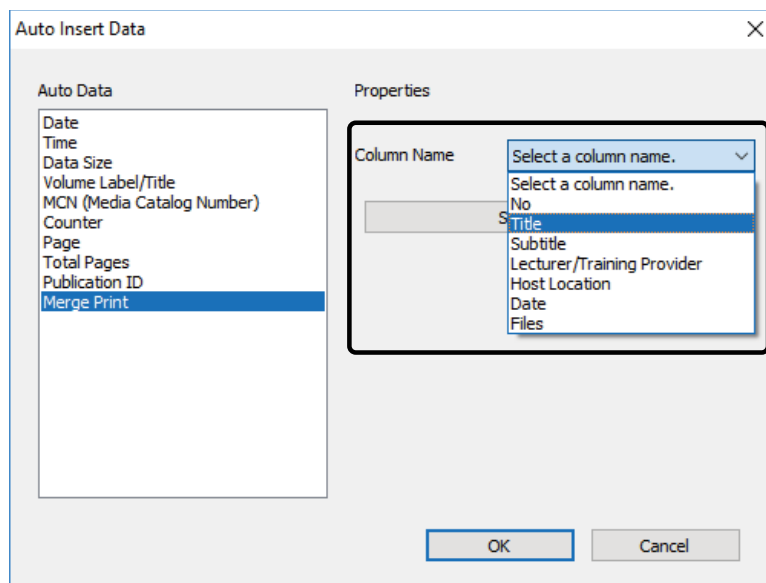 Auto Insert Data
Auto Data
Date
Time
Data Size
Volume Label/Title
MCN (Media Catalog Number)
Counter
Page
Total Pages
Publication ID
Merge Print
Properties
Column Name
Select a column name.
Select a column name.
No
Title
Subtitle
Lecturer/Training Provider
Host Location
Date
Files
OK
Cancel